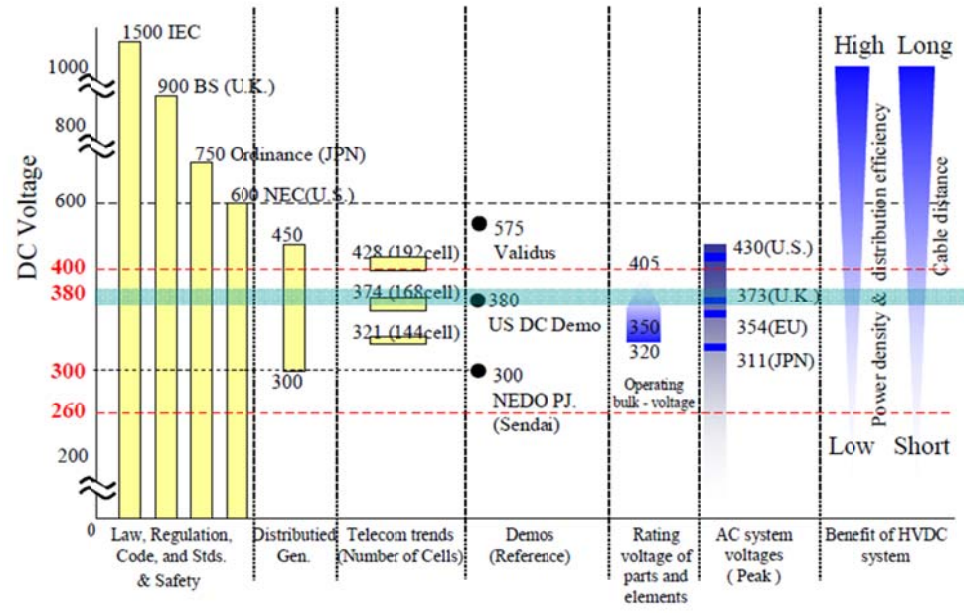 DC Voltage
1000
800
600
400
380
300
260
200
0
1500 IEC
900 BS (U.K.)
750 Ordinance (JPN)
600 NEC(U.S.)
450
300
428 (192cell)
374 (168cell)
321 (144cell)
575
Validus
380
US DC Demo
300
NEDO PJ.
(Sendai)
405
350
320
Operating
bulk - voltage
430(U.S.)
373(U.K.)
354(EU)
311(JPN)
High
Long
Power density & distribution efficiency
Cable distance
Low
Short
Law, Regulation,
Code, and Stds.
& Safety
Distributied
Gen.
Telecom trends
(Number of Cells)
Demos
(Reference)
Rating
voltage of
parts and
elements
AC system
voltages
( Peak )
Benefit of HVDC
system